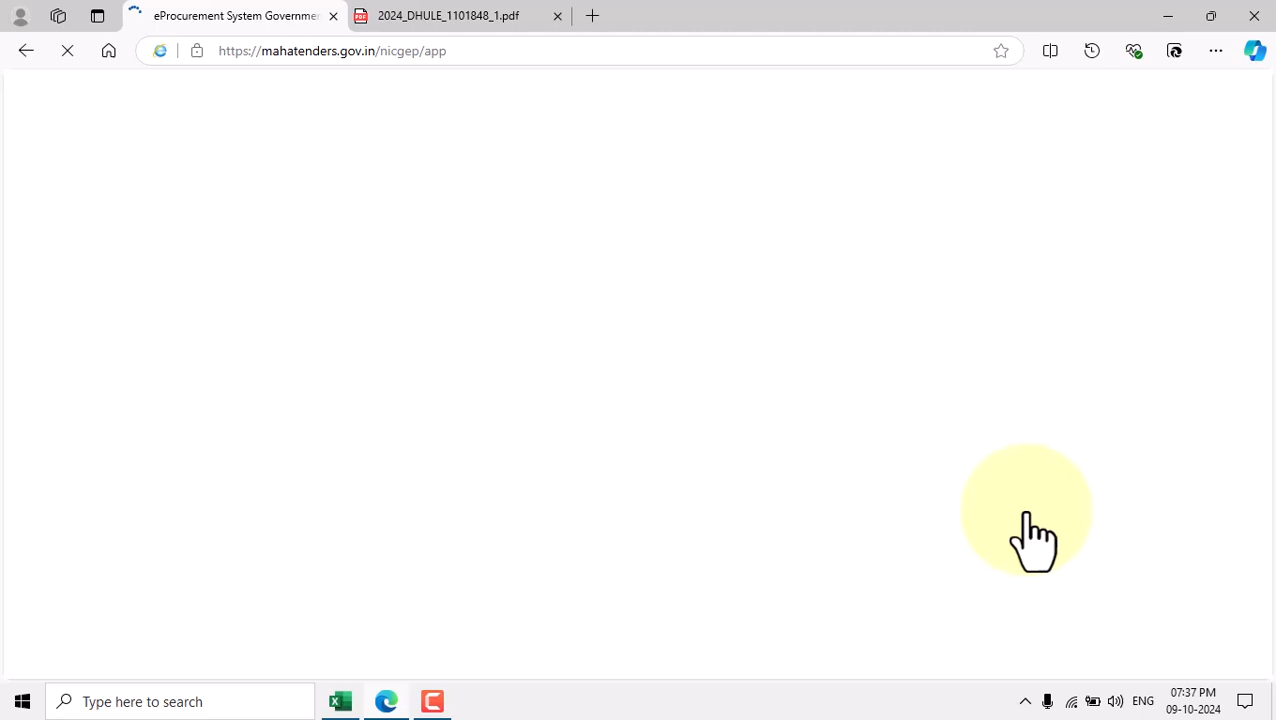 eProcurement System Governmen
2024_DHULE_1101848_1.pdf
https://mahatenders.gov.in/nicgep/app
Type here to search
ENG
07:37 PM
09-10-2024